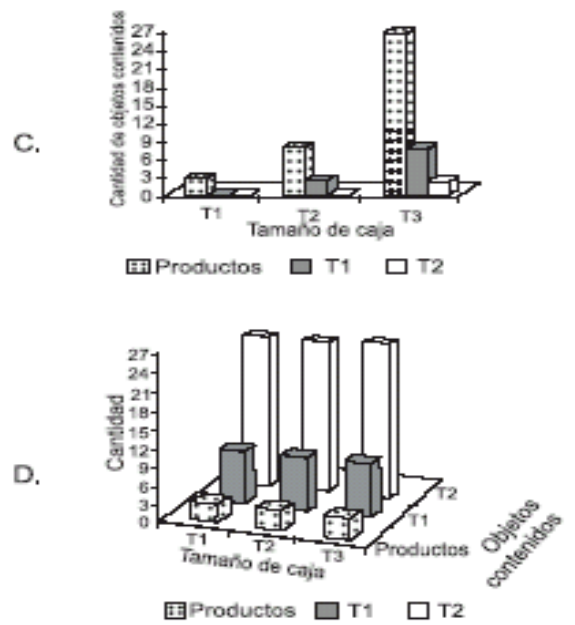 C.
Cantidad de objetos contenidos
27
24
21
18
15
12
9
6
3
0
T1
T2
T3
Tamaño de caja
Productos T1 T2
D.
Cantidad
27
24
21
18
15
12
9
6
3
0
T1
T2
T3
Tamaño de caja
Productos
T1
T2
Objetos
contenidos
Productos T1 T2